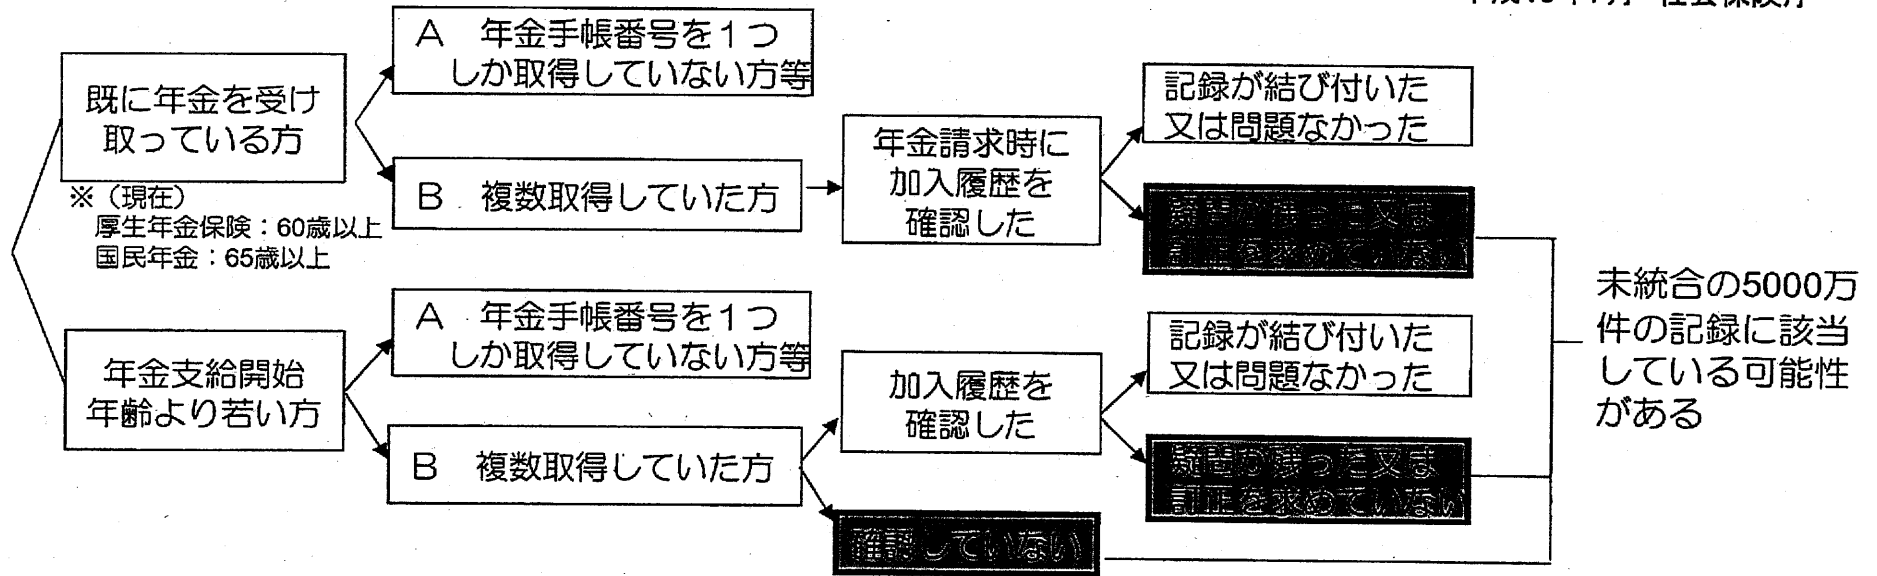 既に年金を受け
取っている方
※（現在）
厚生年金保険：60歳以上
国民年金：65歳以上
A　年金手帳番号を１つ
しか取得していない方等
B　複数取得していた方
年金請求時に
加入履歴を
確認した
記録が結び付いた
又は問題なかった
疑問が残った又は
訂正を求めていない
年金支給開始
年齢より若い方
A　年金手帳番号を１つ
しか取得していない方等
B　複数取得していた方
加入履歴を
確認した
記録が結び付いた
又は問題なかった
疑問が残った又は
訂正を求めていない
確認していない
未統合の5000万
件の記録に該当
している可能性
がある